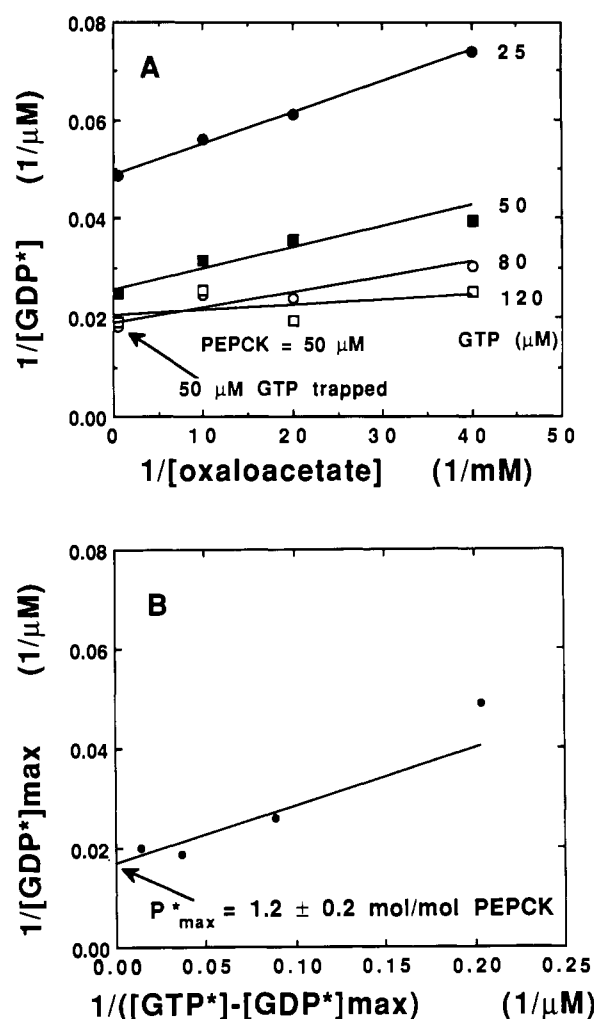 A
1/[GDP*] (1/μM)
0.08
0.06
0.04
0.02
0.00
25
50
80
120
PEPCK = 50 μM
GTP (μM)
50 μM GTP trapped
0 10 20 30 40 50
1/[oxaloacetate] (1/mM)
B
1/[GDP*]max (1/μM)
0.08
0.06
0.04
0.02
0.00
P*max = 1.2 ± 0.2 mol/mol PEPCK
0.00 0.05 0.10 0.15 0.20 0.25
1/([GTP*]-[GDP*]max) (1/μM)